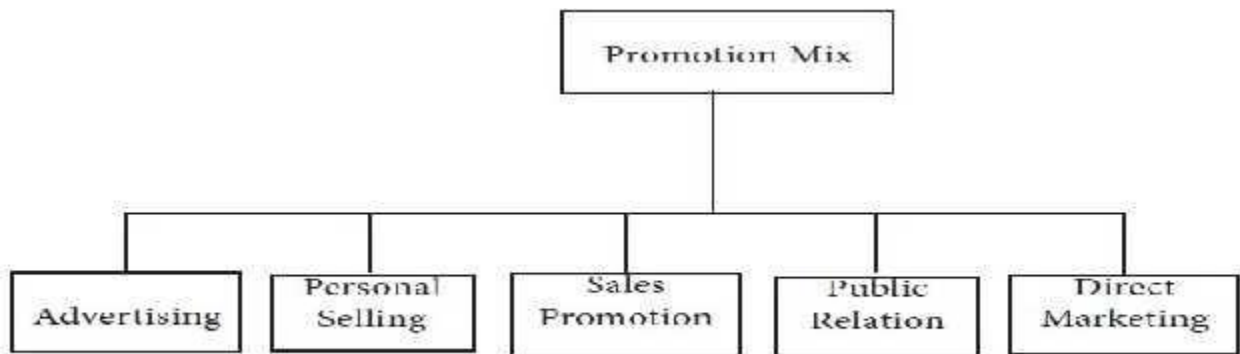 Promotion Mix
Advertising
Personal
Selling
Sales
Promotion
Public
Relation
Direct
Marketing